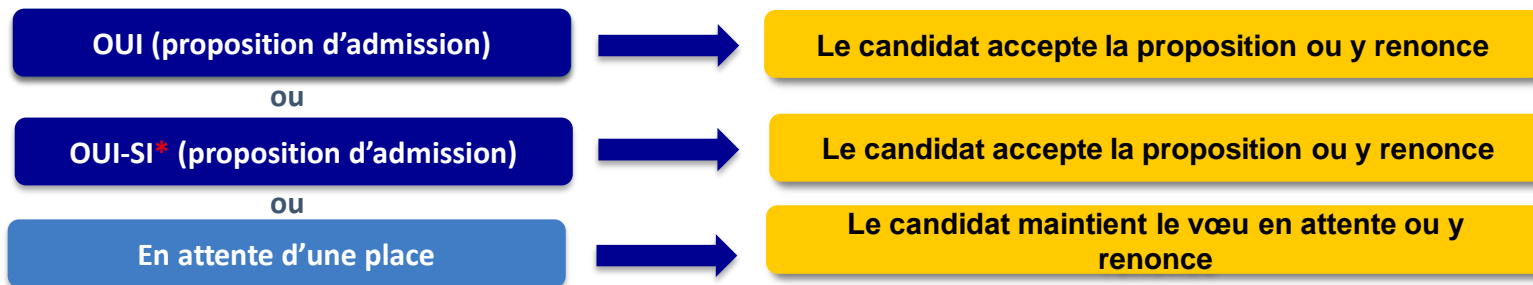 OUI (proposition d’admission)
Le candidat accepte la proposition ou y renonce
ou
OUI-SI* (proposition d’admission)
Le candidat accepte la proposition ou y renonce
ou
En attente d’une place
Le candidat maintient le vœu en attente ou y
renonce